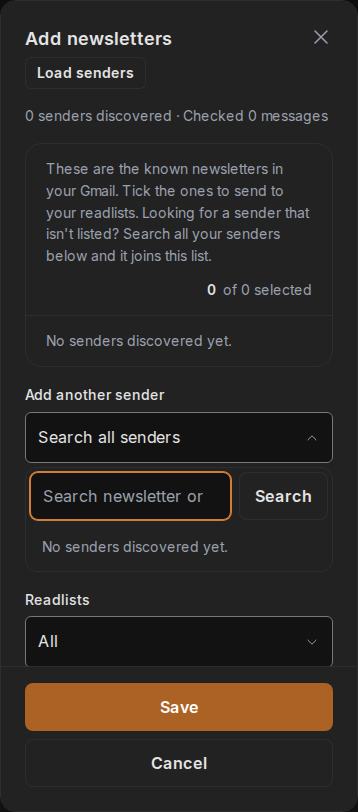 Add newsletters
Load senders
0 senders discovered · Checked 0 messages
These are the known newsletters in
your Gmail. Tick the ones to send to
your readlists. Looking for a sender that
isn't listed? Search all your senders
below and it joins this list.
0 of 0 selected
No senders discovered yet.
Add another sender
Search all senders
Search newsletter or
Search
No senders discovered yet.
Readlists
All
Save
Cancel